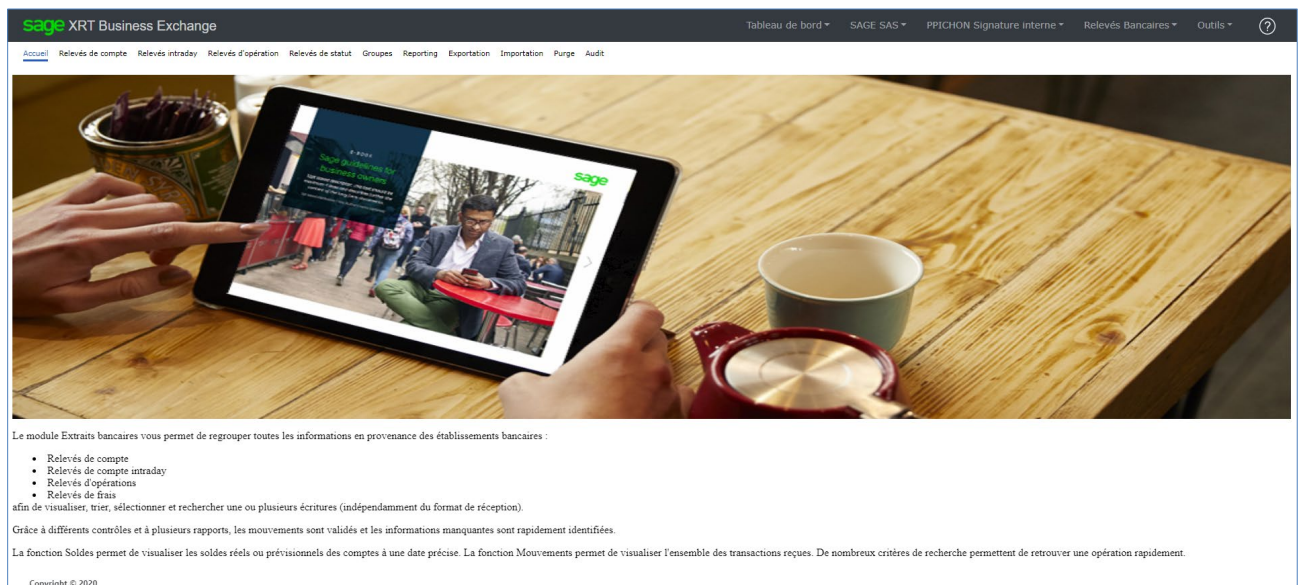 sage XRT Business Exchange
Tableau de bord SAGE SAS PPICHON Signature interne Relevés Bancaires Outils ?
Accueil Relevés de compte Relevés intraday Relevés d'opération Relevés de statut Groupes Reporting Exportation Importation Purge Audit
E-BOOK
Sage guidelines for
business owners
sage
Le module Extraits bancaires vous permet de regrouper toutes les informations en provenance des établissements bancaires :
• Relevés de compte
• Relevés de compte intraday
• Relevés d'opérations
• Relevés de frais
afin de visualiser, trier, sélectionner et rechercher une ou plusieurs écritures (indépendamment du format de réception).
Grâce à différents contrôles et à plusieurs rapports, les mouvements sont validés et les informations manquantes sont rapidement identifiées.
La fonction Soldes permet de visualiser les soldes réels ou prévisionnels des comptes à une date précise. La fonction Mouvements permet de visualiser l'ensemble des transactions reçues. De nombreux critères de recherche permettent de retrouver une opération rapidement.
Copyright © 2020